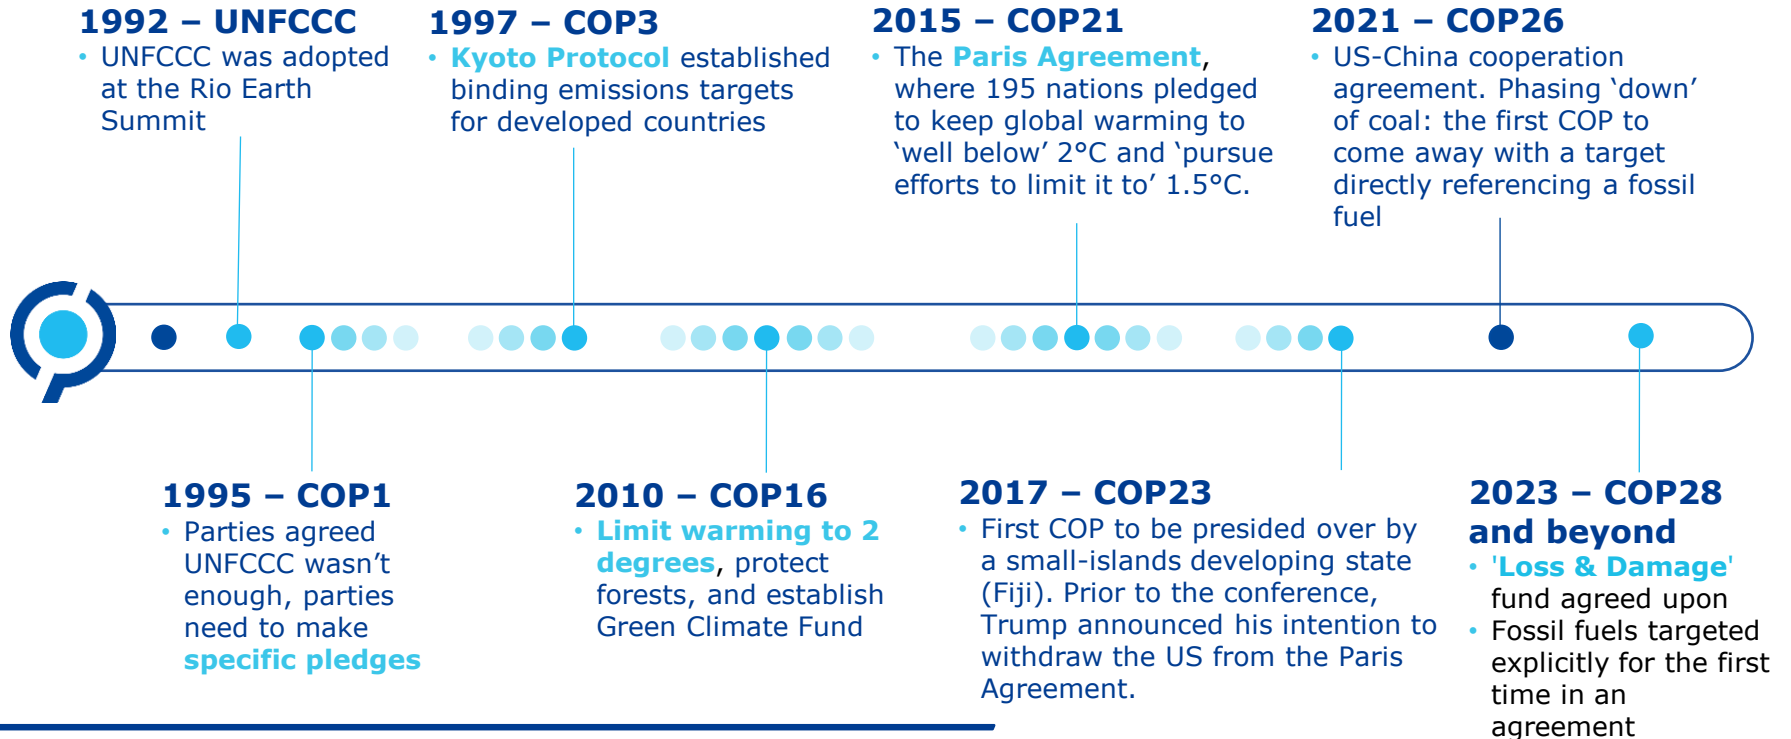 1992 – UNFCCC
• UNFCCC was adopted
at the Rio Earth
Summit
1997 – COP3
• Kyoto Protocol established
binding emissions targets
for developed countries
2015 – COP21
• The Paris Agreement,
where 195 nations pledged
to keep global warming to
‘well below’ 2°C and ‘pursue
efforts to limit it to’ 1.5°C.
2021 – COP26
• US-China cooperation
agreement. Phasing ‘down’
of coal: the first COP to
come away with a target
directly referencing a fossil
fuel
1995 – COP1
• Parties agreed
UNFCCC wasn’t
enough, parties
need to make
specific pledges
2010 – COP16
• Limit warming to 2
degrees, protect
forests, and establish
Green Climate Fund
2017 – COP23
• First COP to be presided over by
a small-islands developing state
(Fiji). Prior to the conference,
Trump announced his intention to
withdraw the US from the Paris
Agreement.
2023 – COP28
and beyond
• 'Loss & Damage'
fund agreed upon
• Fossil fuels targeted
explicitly for the first
time in an
agreement